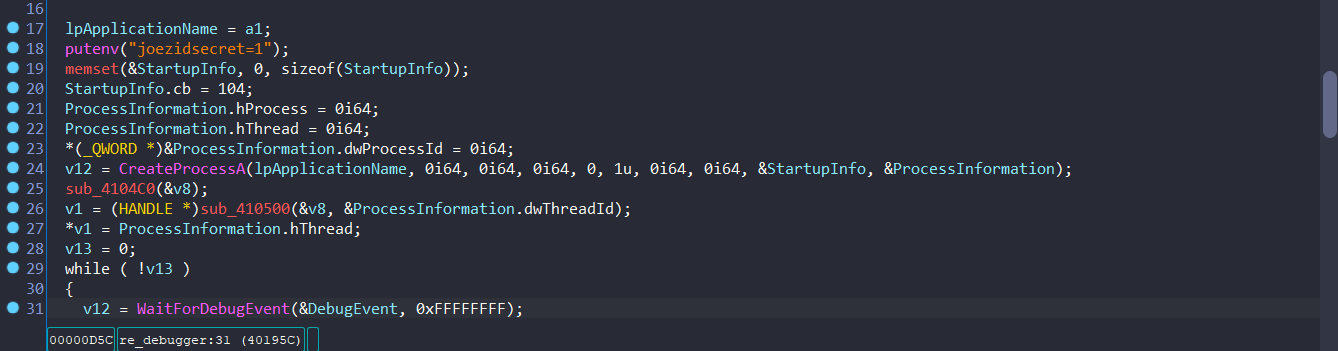 16
17 lpApplicationName = a1;
18 putenv("joezidsecret=1");
19 memset(&StartupInfo, 0, sizeof(StartupInfo));
20 StartupInfo.cb = 104;
21 ProcessInformation.hProcess = 0i64;
22 ProcessInformation.hThread = 0i64;
23 *(_QWORD *)&ProcessInformation.dwProcessId = 0i64;
24 v12 = CreateProcessA(lpApplicationName, 0i64, 0i64, 0i64, 0, 1u, 0i64, 0i64, &StartupInfo, &ProcessInformation);
25 sub_4104C0(&v8);
26 v1 = (HANDLE *)sub_410500(&v8, &ProcessInformation.dwThreadId);
27 *v1 = ProcessInformation.hThread;
28 v13 = 0;
29 while ( !v13 )
30 {
31 v12 = WaitForDebugEvent(&DebugEvent, 0xFFFFFFFF);
00000D5C re_debugger:31 (40195C)